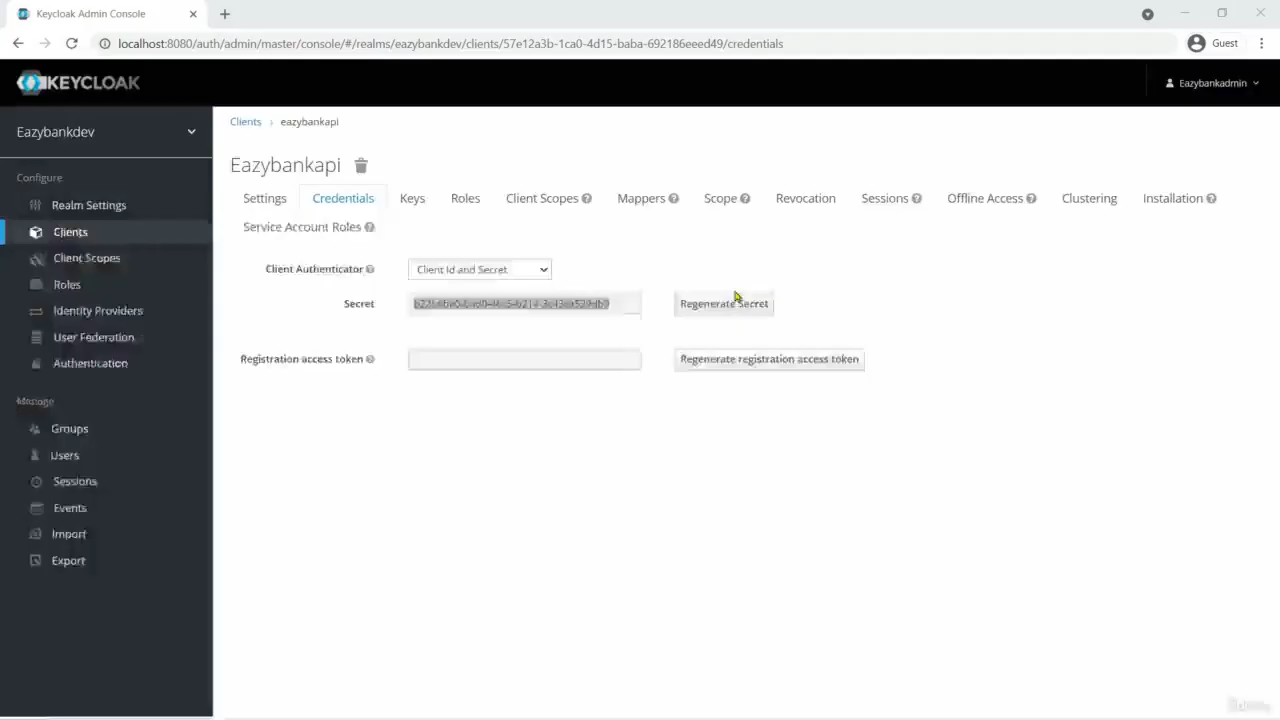 Keycloak Admin Console
localhost:8080/auth/admin/master/console/#/realms/eazybankdev/clients/57e12a3b-1ca0-4d15-baba-692186eeed49/credentials
Guest
KEYCLOAK
Eazybankadmin
Eazybankdev
Configure
Realm Settings
Clients
Client Scopes
Roles
Identity Providers
User Federation
Authentication
Manage
Groups
Users
Sessions
Events
Import
Export
Clients > eazybankapi
Eazybankapi
Settings Credentials Keys Roles Client Scopes Mappers Scope Revocation Sessions Offline Access Clustering Installation
Service Account Roles
Client Authenticator Client Id and Secret
Secret Regenerate Secret
Registration access token Regenerate registration access token